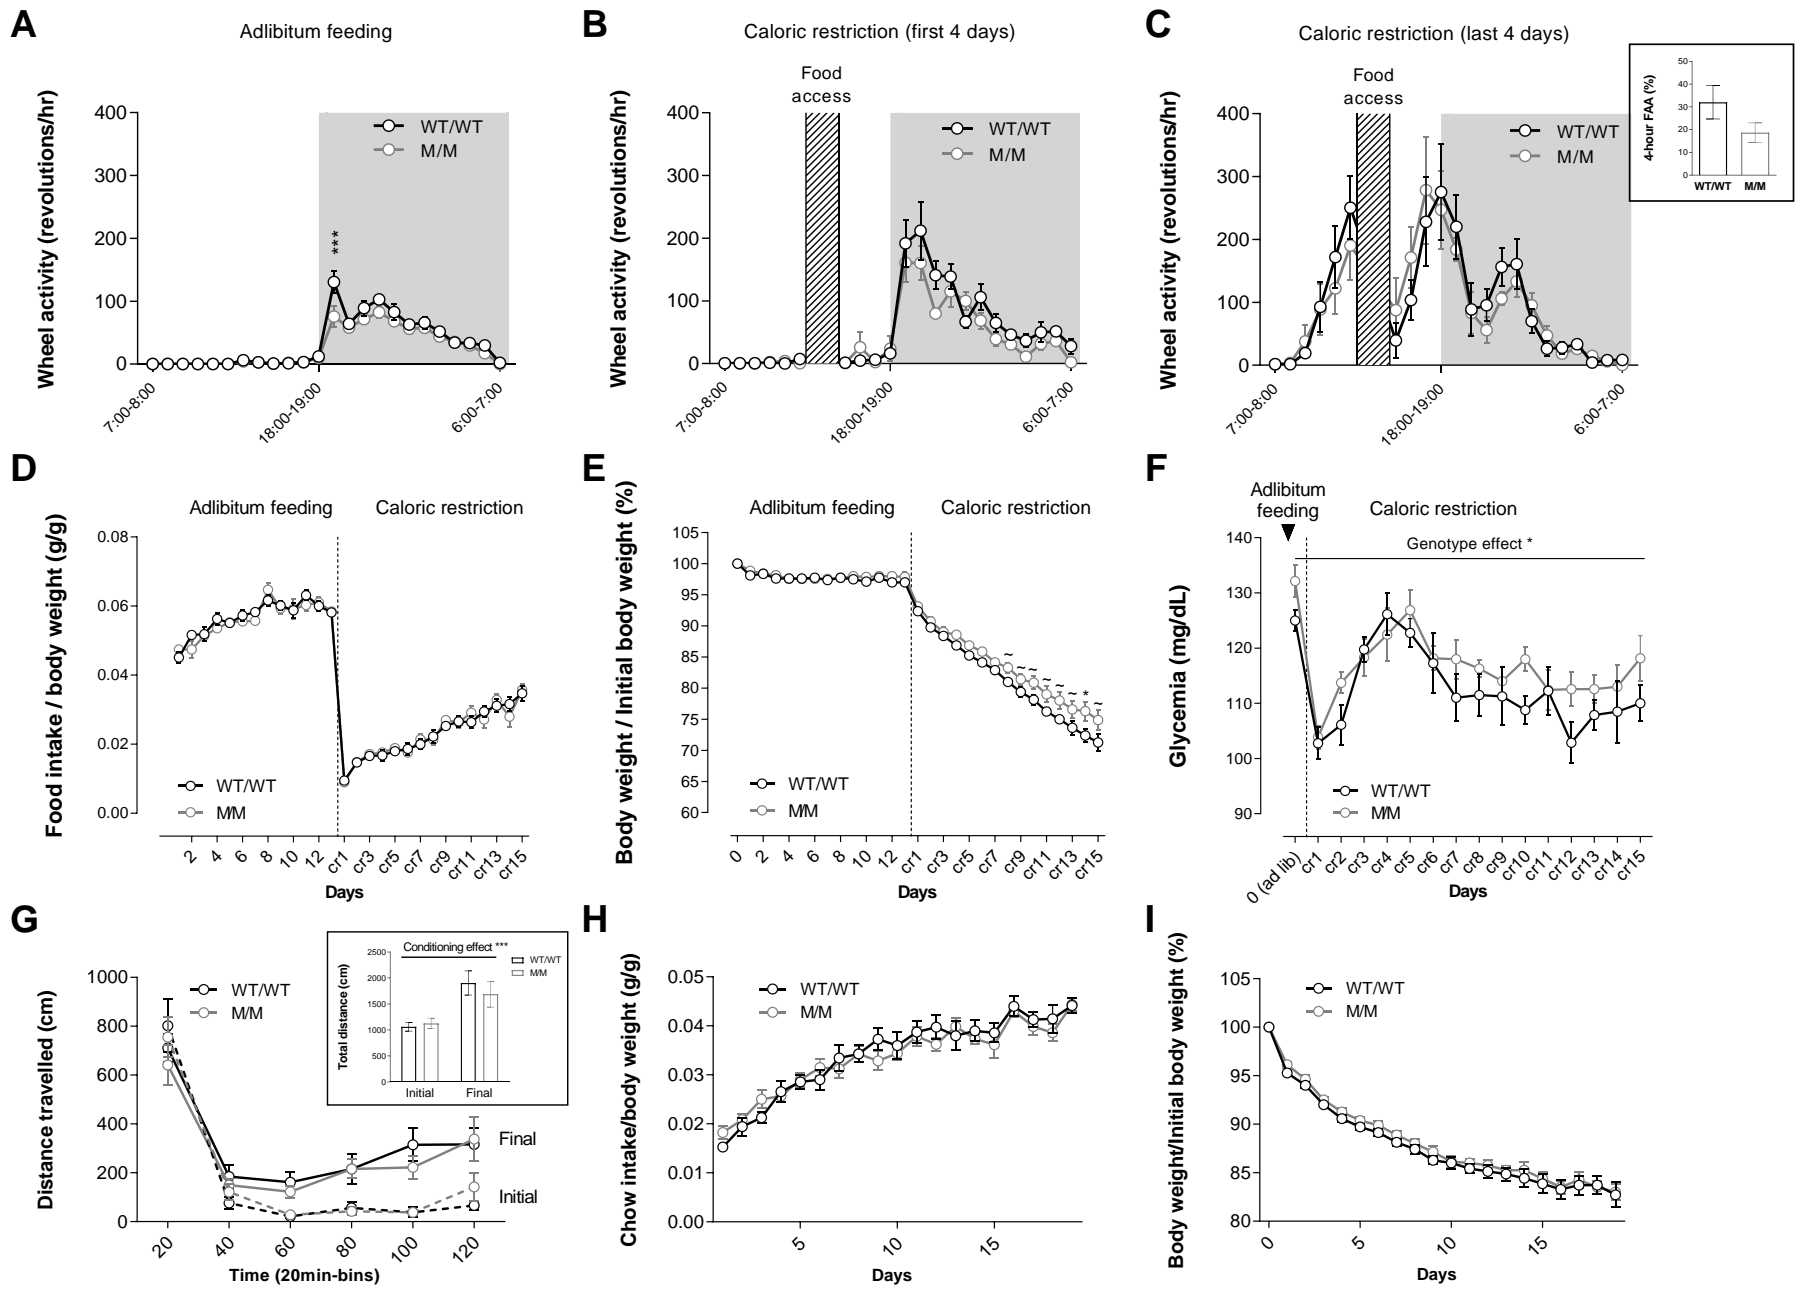 A
Adlibitum feeding
Wheel activity (revolutions/hr)
400
300
200
100
0
WT/WT
M/M
***
7:00-8:00
18:00-19:00
6:00-7:00
B
Caloric restriction (first 4 days)
Food
access
Wheel activity (revolutions/hr)
400
300
200
100
0
WT/WT
M/M
7:00-8:00
18:00-19:00
6:00-7:00
C
Caloric restriction (last 4 days)
Food
access
Wheel activity (revolutions/hr)
400
300
200
100
0
WT/WT
M/M
7:00-8:00
18:00-19:00
6:00-7:00
4-hour FAA (%)
50
40
30
20
10
0
WT/WT M/M
D
Adlibitum feeding Caloric restriction
Food intake / body weight (g/g)
0.08
0.06
0.04
0.02
0.00
WT/WT
M/M
2 4 6 8 10 12 cr1 cr3 cr5 cr7 cr9 cr11 cr13 cr15
Days
E
Adlibitum feeding Caloric restriction
Body weight / Initial body weight (%)
105
100
95
90
85
80
75
70
65
60
~ ~ ~ ~ ~ ~ * ~
WT/WT
M/M
0 2 4 6 8 10 12 cr1 cr3 cr5 cr7 cr9 cr11 cr13 cr15
Days
F
Adlibitum
feeding
Caloric restriction
Genotype effect *
Glycemia (mg/dL)
140
130
120
110
100
90
WT/WT
M/M
0 (ad lib) cr1 cr2 cr3 cr4 cr5 cr6 cr7 cr8 cr9 cr10 cr11 cr12 cr13 cr14 cr15
Days
G
Distance travelled (cm)
1000
800
600
400
200
0
WT/WT
M/M
Final
Initial
20 40 60 80 100 120
Time (20min-bins)
Conditioning effect ***
Total distance (cm)
2500
2000
1500
1000
500
0
WT/WT
M/M
Initial Final
H
Chow intake/body weight (g/g)
0.05
0.04
0.03
0.02
0.01
0.00
WT/WT
M/M
5 10 15
Days
I
Body weight/Initial body weight (%)
105
100
95
90
85
80
WT/WT
M/M
0 5 10 15
Days